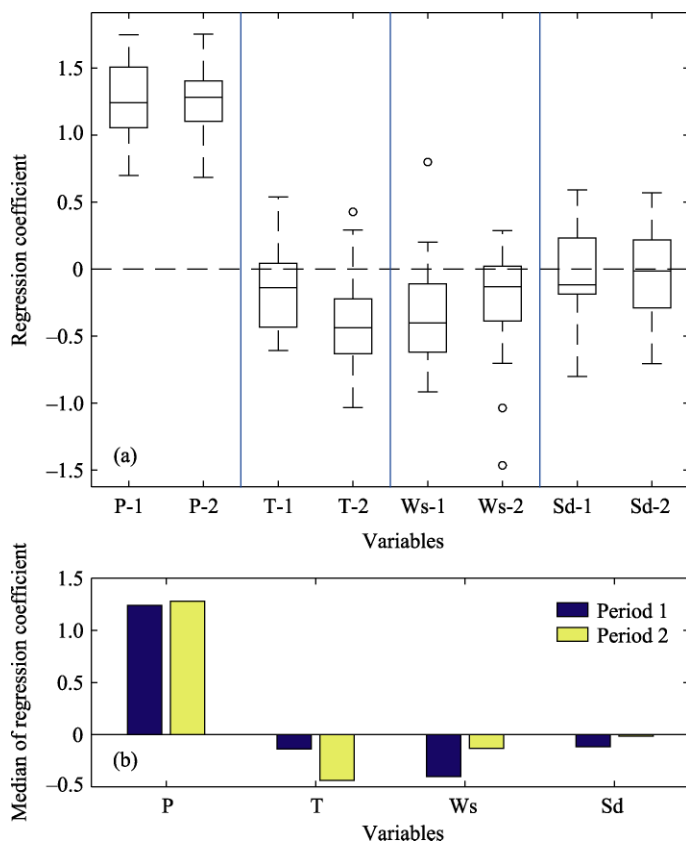 Regression coefficient
1.5
1.0
0.5
0
−0.5
−1.0
−1.5
(a)
P-1 P-2 T-1 T-2 Ws-1 Ws-2 Sd-1 Sd-2
Variables
Median of regression coefficient
1.5
1.0
0.5
0
−0.5
Period 1
Period 2
(b)
P T Ws Sd
Variables